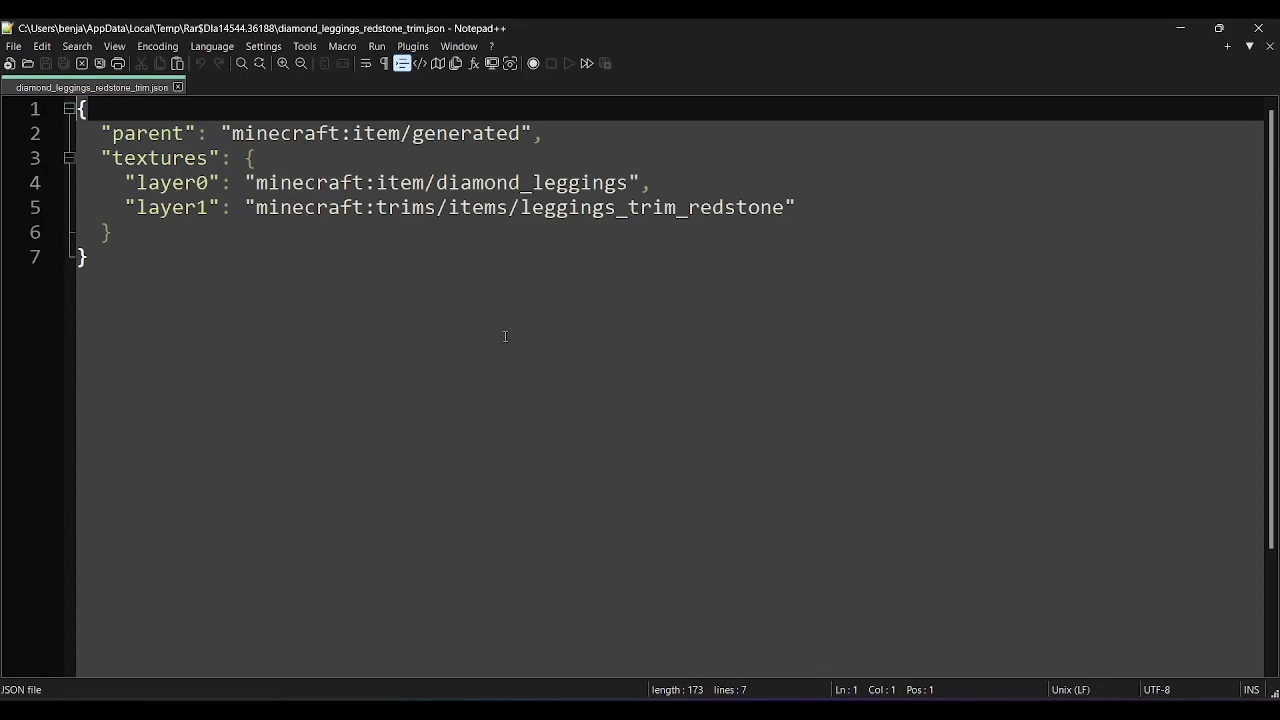 C:\Users\benja\AppData\Local\Temp\Rar$DIa14544.36188\diamond_leggings_redstone_trim.json - Notepad++
File Edit Search View Encoding Language Settings Tools Macro Run Plugins Window ?
diamond_leggings_redstone_trim.json
1 {
2 "parent": "minecraft:item/generated",
3 "textures": {
4 "layer0": "minecraft:item/diamond_leggings",
5 "layer1": "minecraft:trims/items/leggings_trim_redstone"
6 }
7 }
JSON file length : 173 lines : 7 Ln : 1 Col : 1 Pos : 1 Unix (LF) UTF-8 INS